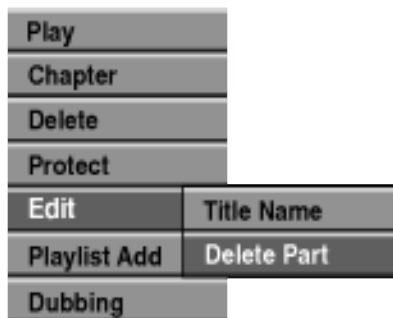 Play
Chapter
Delete
Protect
Edit
Title Name
Playlist Add
Delete Part
Dubbing